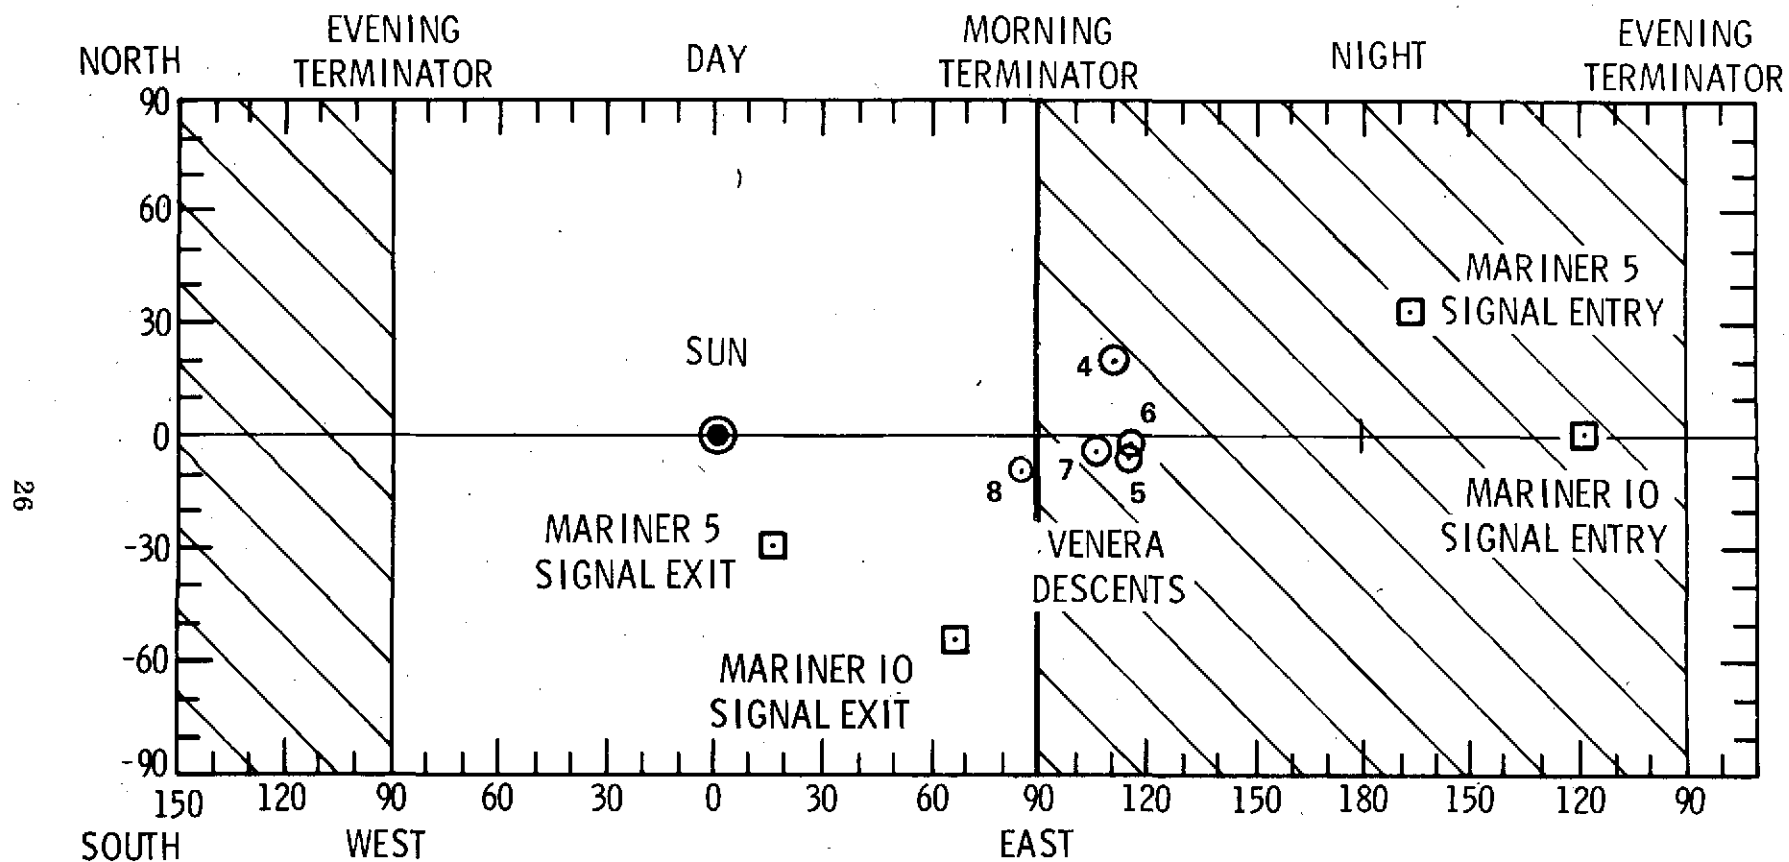 EVENING
TERMINATOR
MORNING
TERMINATOR
EVENING
TERMINATOR
NORTH
DAY
NIGHT
90
60
30
0
-30
-60
-90
SUN
MARINER 5
SIGNAL ENTRY
4
6
7
5
8
MARINER 10
SIGNAL ENTRY
MARINER 5
SIGNAL EXIT
VENERA
DESCENTS
MARINER 10
SIGNAL EXIT
150 120 90 60 30 0 30 60 90 120 150 180 150 120 90
SOUTH WEST EAST
26